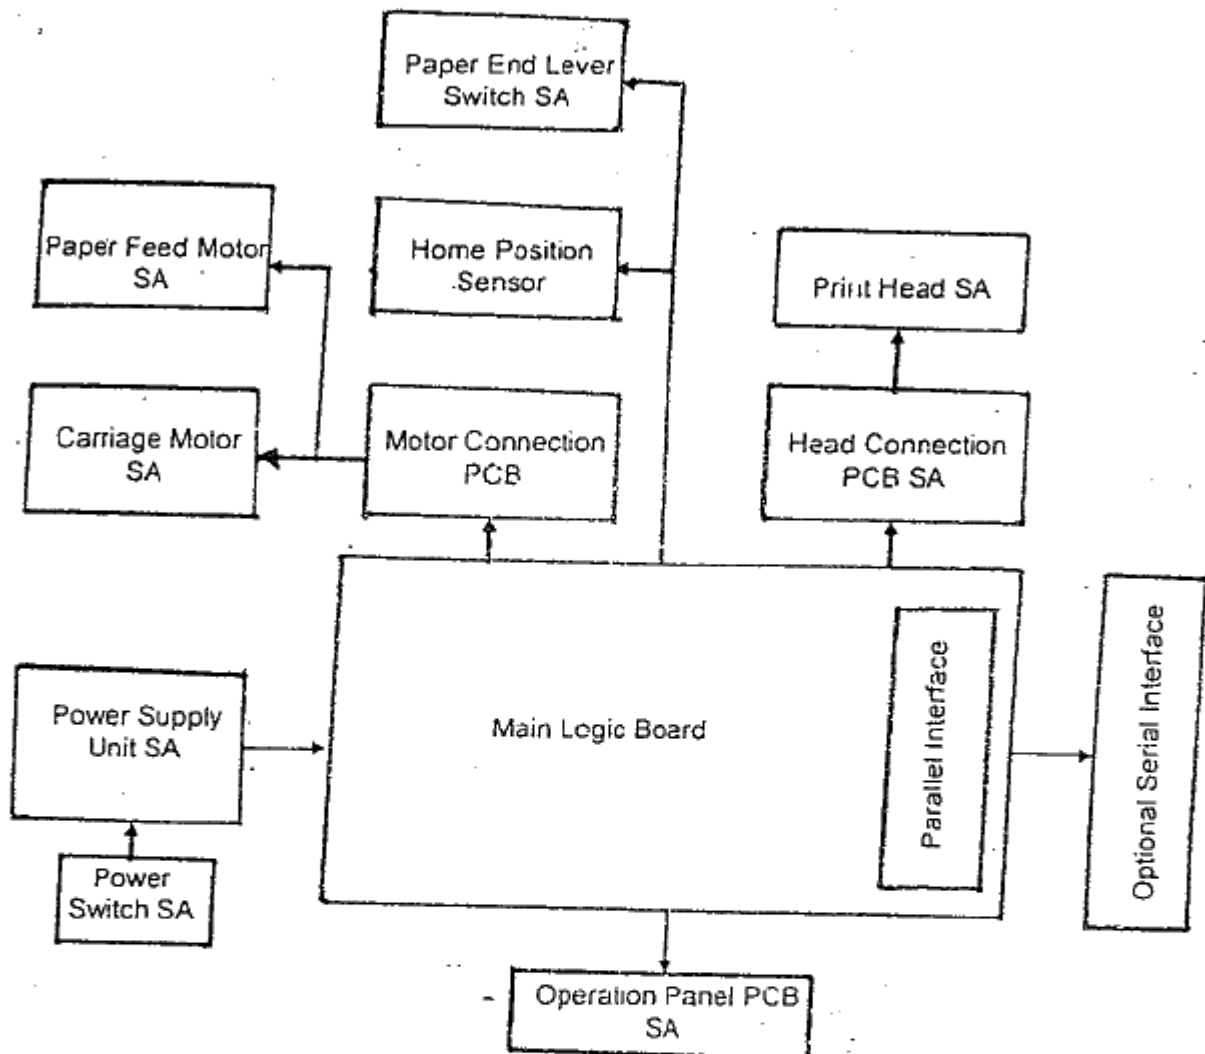 Paper End Lever
Switch SA
Paper Feed Motor
SA
Home Position
Sensor
Print Head SA
Carriage Motor
SA
Motor Connection
PCB
Head Connection
PCB SA
Power Supply
Unit SA
Main Logic Board
Parallel Interface
Optional Serial Interface
Power
Switch SA
Operation Panel PCB
SA